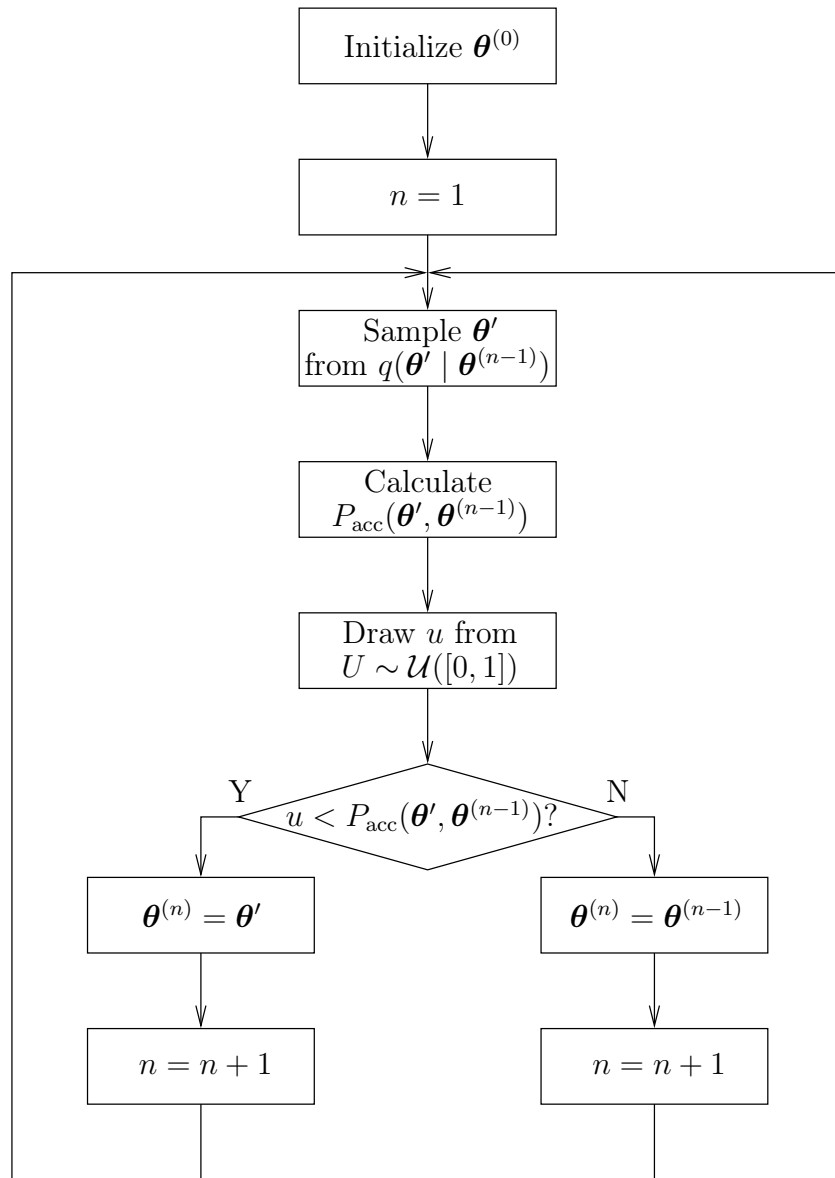 Initialize 𝜽⁽⁰⁾
n = 1
Sample 𝜽′
from q(𝜽′ | 𝜽⁽ⁿ⁻¹⁾)
Calculate
P_acc(𝜽′, 𝜽⁽ⁿ⁻¹⁾)
Draw u from
U ∼ 𝒰([0, 1])
Y
N
u < P_acc(𝜽′, 𝜽⁽ⁿ⁻¹⁾)?
𝜽⁽ⁿ⁾ = 𝜽′
𝜽⁽ⁿ⁾ = 𝜽⁽ⁿ⁻¹⁾
n = n + 1
n = n + 1